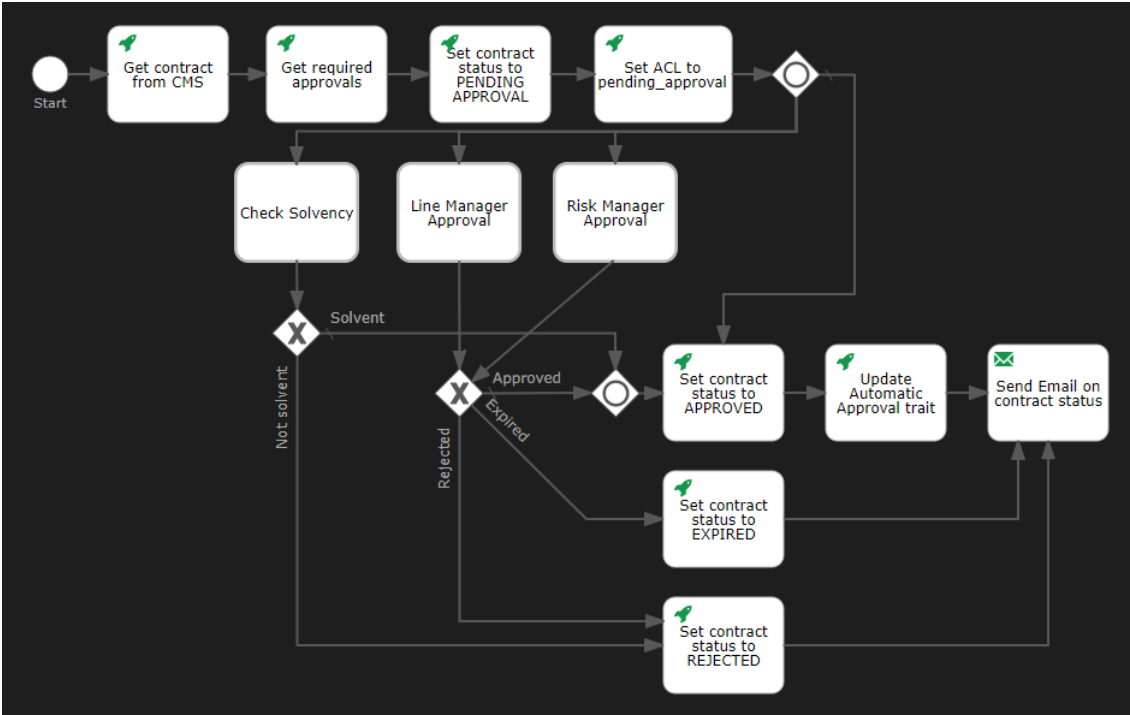 Start
Get contract
from CMS
Get required
approvals
Set contract
status to
PENDING
APPROVAL
Set ACL to
pending_approval
Check Solvency
Line Manager
Approval
Risk Manager
Approval
Solvent
Not solvent
Approved
Expired
Rejected
Set contract
status to
APPROVED
Update
Automatic
Approval trait
Send Email on
contract status
Set contract
status to
EXPIRED
Set contract
status to
REJECTED